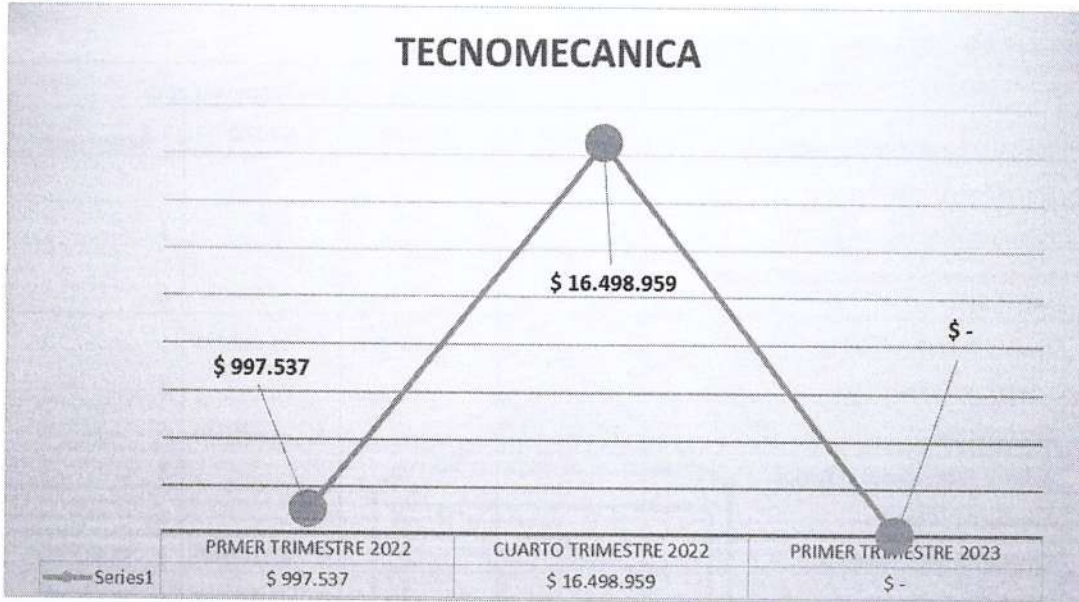 TECNOMECANICA
$ 16.498.959
$ -
$ 997.537
PRMER TRIMESTRE 2022 CUARTO TRIMESTRE 2022 PRIMER TRIMESTRE 2023
Series1 $ 997.537 $ 16.498.959 $ -